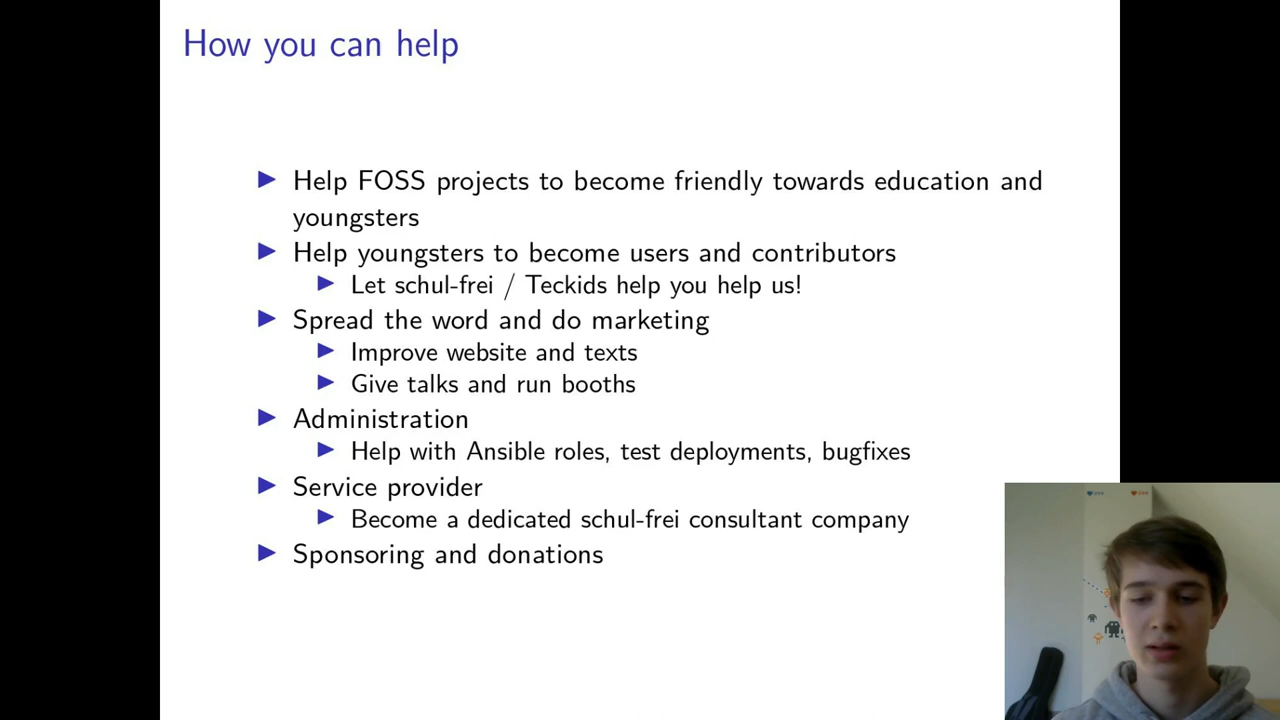 How you can help
Help FOSS projects to become friendly towards education and
youngsters
Help youngsters to become users and contributors
Let schul-frei / Teckids help you help us!
Spread the word and do marketing
Improve website and texts
Give talks and run booths
Administration
Help with Ansible roles, test deployments, bugfixes
Service provider
Become a dedicated schul-frei consultant company
Sponsoring and donations